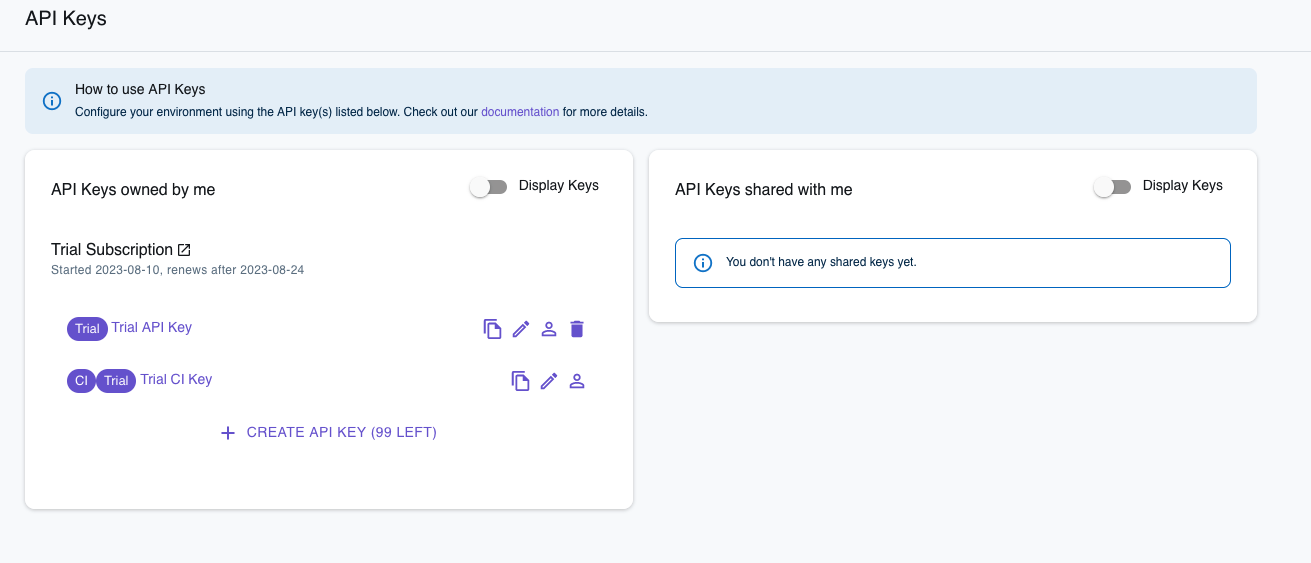 API Keys
How to use API Keys
Configure your environment using the API key(s) listed below. Check out our documentation for more details.
API Keys owned by me
Display Keys
Trial Subscription
Started 2023-08-10, renews after 2023-08-24
Trial Trial API Key
CI Trial Trial CI Key
CREATE API KEY (99 LEFT)
API Keys shared with me
Display Keys
You don't have any shared keys yet.